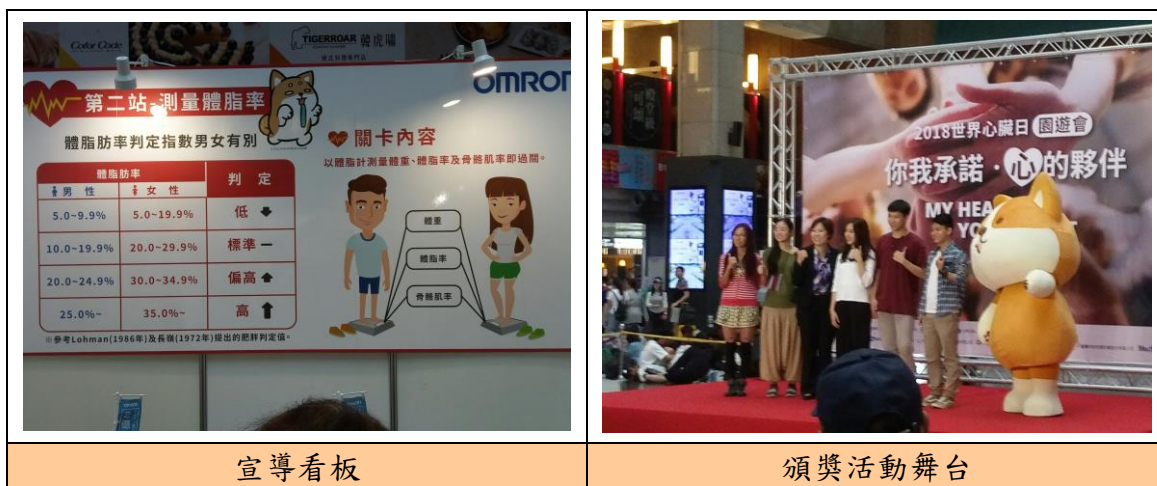 Color Code
TIGERROAR 韓虎嘯
OMRON
第二站-測量體脂率
體脂肪率判定指數男女有別
體脂肪率
男 性
女 性
判 定
5.0~9.9%
5.0~19.9%
低
10.0~19.9%
20.0~29.9%
標準
20.0~24.9%
30.0~34.9%
偏高
25.0%~
35.0%~
高
※參考Lohman(1986年)及長嶺(1972年)提出的肥胖判定值。
關卡內容
以體脂計測量體重、體脂率及骨骼肌率即過關。
體重
體脂率
骨骼肌率
2018世界心臟日 園遊會
你我承諾·心的夥伴
MY HEA
YO
宣導看板
頒獎活動舞台